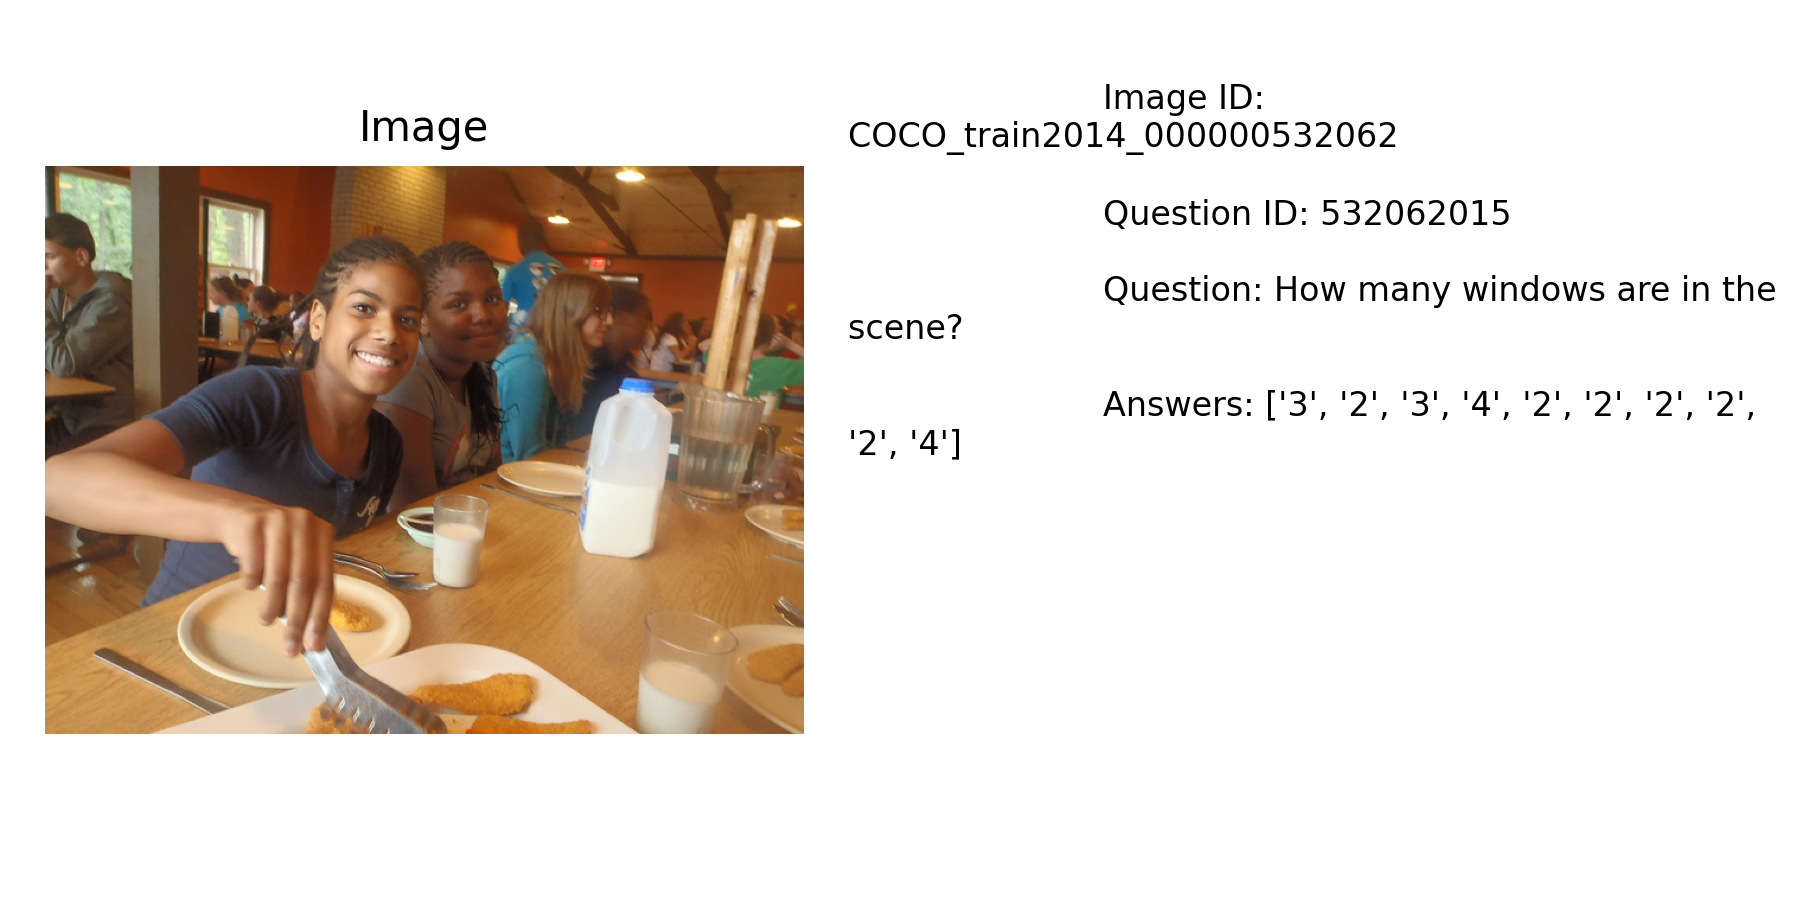 Image
Image ID:
COCO_train2014_000000532062
Question ID: 532062015
Question: How many windows are in the
scene?
Answers: ['3', '2', '3', '4', '2', '2', '2', '2',
'2', '4']